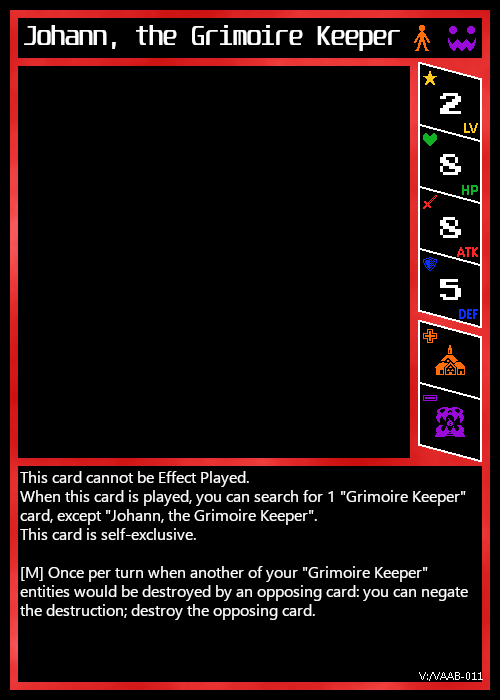 Johann, the Grimoire Keeper
2
LV
8
HP
8
ATK
5
DEF
This card cannot be Effect Played.
When this card is played, you can search for 1 "Grimoire Keeper"
card, except "Johann, the Grimoire Keeper".
This card is self-exclusive.
[M] Once per turn when another of your "Grimoire Keeper"
entities would be destroyed by an opposing card: you can negate
the destruction; destroy the opposing card.
V:/VAAB-011